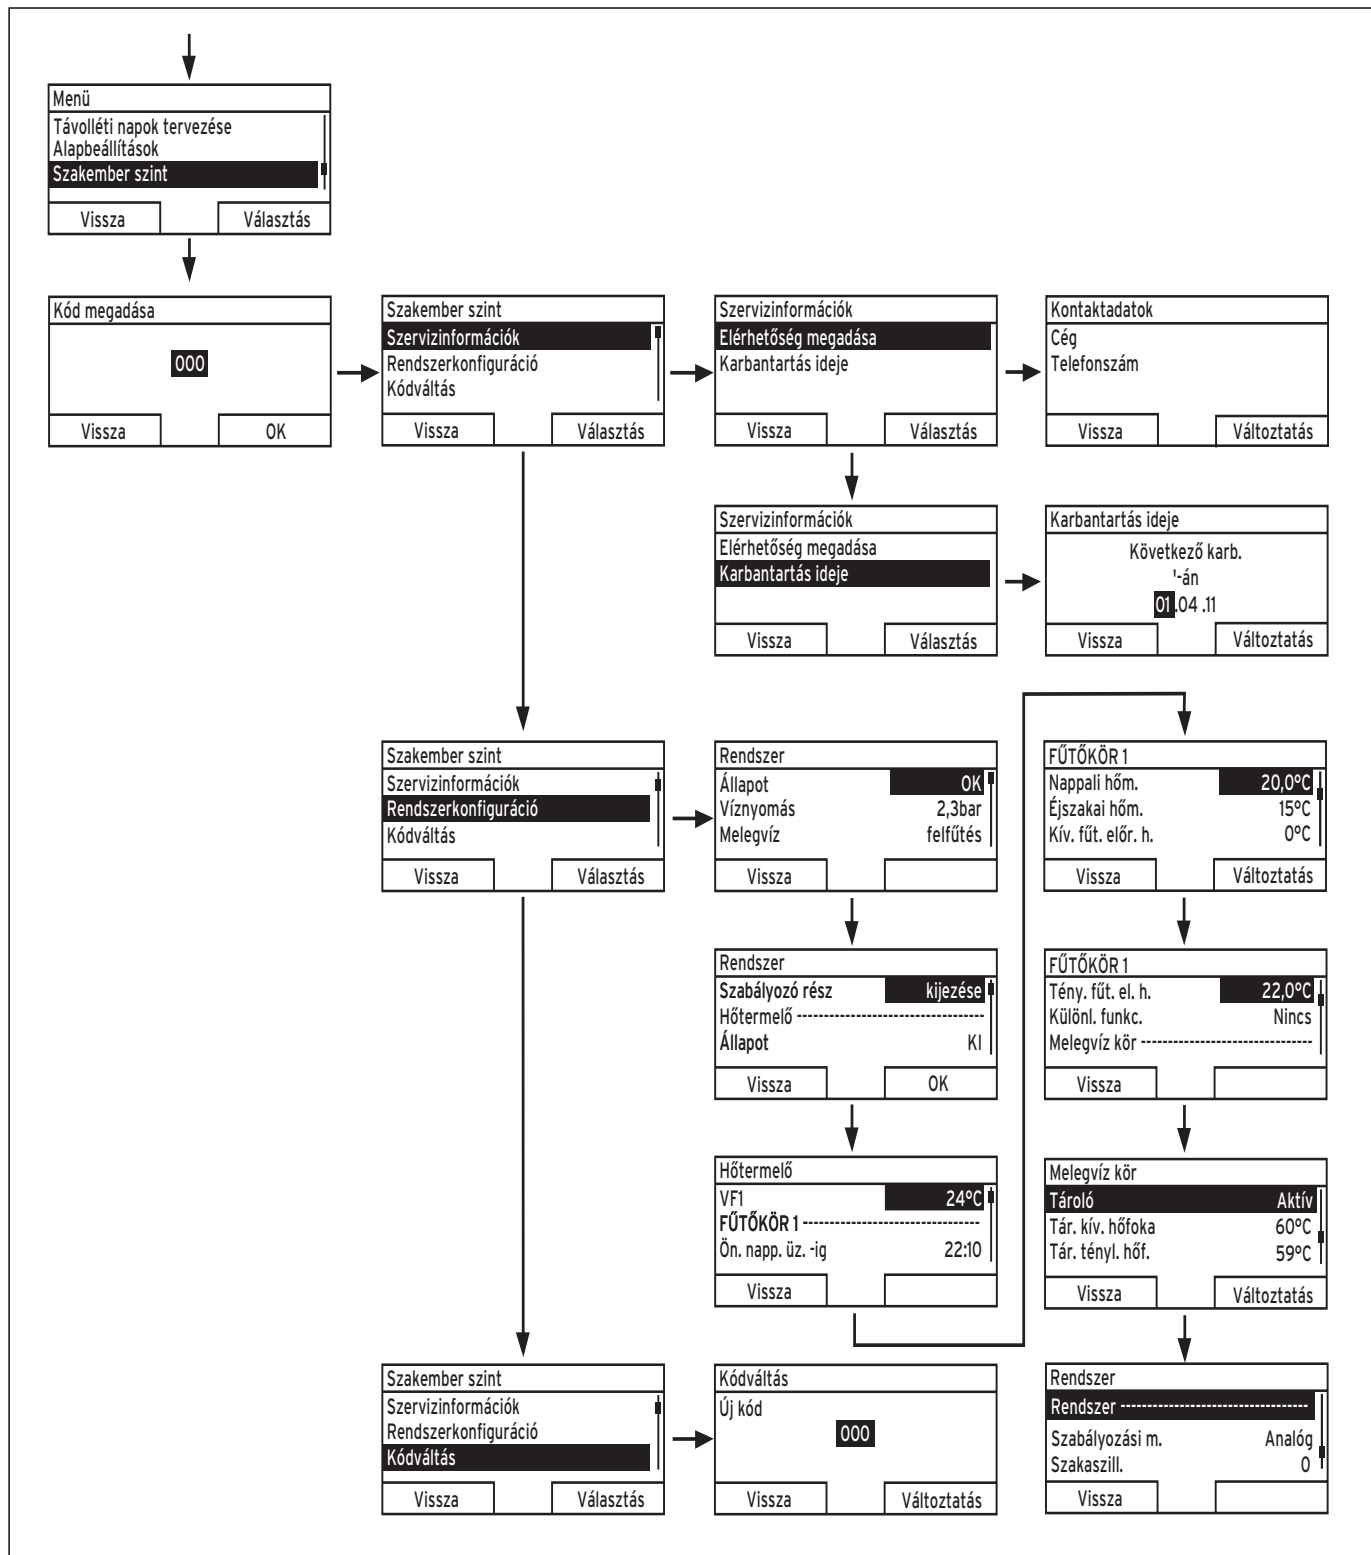 Menü
Távolléti napok tervezése
Alapbeállítások
Szakember szint
Vissza Választás
Kód megadása
000
Vissza OK
Szakember szint
Szervizinformációk
Rendszerkonfiguráció
Kódváltás
Vissza Választás
Szervizinformációk
Elérhetőség megadása
Karbantartás ideje
Vissza Választás
Kontaktadatok
Cég
Telefonszám
Vissza Változtatás
Szervizinformációk
Elérhetőség megadása
Karbantartás ideje
Vissza Választás
Karbantartás ideje
Következő karb.
'-án
01.04 .11
Vissza Változtatás
Szakember szint
Szervizinformációk
Rendszerkonfiguráció
Kódváltás
Vissza Választás
Rendszer
Állapot OK
Víznyomás 2,3bar
Melegvíz felfűtés
Vissza
Rendszer
Szabályozó rész kijezése
Hőtermelő -----------------------------------
Állapot KI
Vissza OK
Hőtermelő
VF1 24°C
FŰTŐKÖR 1 ---------------------------------
Ön. napp. üz. -ig 22:10
Vissza
FŰTŐKÖR 1
Nappali hőm. 20,0°C
Éjszakai hőm. 15°C
Kív. fűt. előr. h. 0°C
Vissza Változtatás
FŰTŐKÖR 1
Tény. fűt. el. h. 22,0°C
Különl. funkc. Nincs
Melegvíz kör ---------------------------------
Vissza
Melegvíz kör
Tároló Aktív
Tár. kív. hőfoka 60°C
Tár. tényl. hőf. 59°C
Vissza Változtatás
Rendszer
Rendszer -----------------------------------
Szabályozási m. Analóg
Szakaszill. 0
Vissza
Szakember szint
Szervizinformációk
Rendszerkonfiguráció
Kódváltás
Vissza Választás
Kódváltás
Új kód
000
Vissza Változtatás